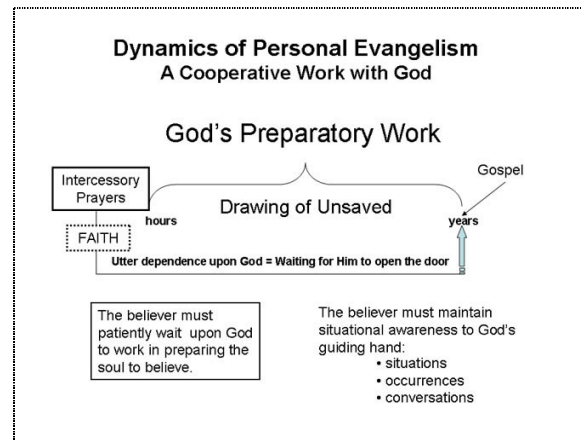 Dynamics of Personal Evangelism
A Cooperative Work with God
God's Preparatory Work
Intercessory
Prayers
Gospel
hours
Drawing of Unsaved
years
FAITH
Utter dependence upon God = Waiting for Him to open the door
The believer must
patiently wait upon God
to work in preparing the
soul to believe.
The believer must maintain
situational awareness to God's
guiding hand:
• situations
• occurrences
• conversations